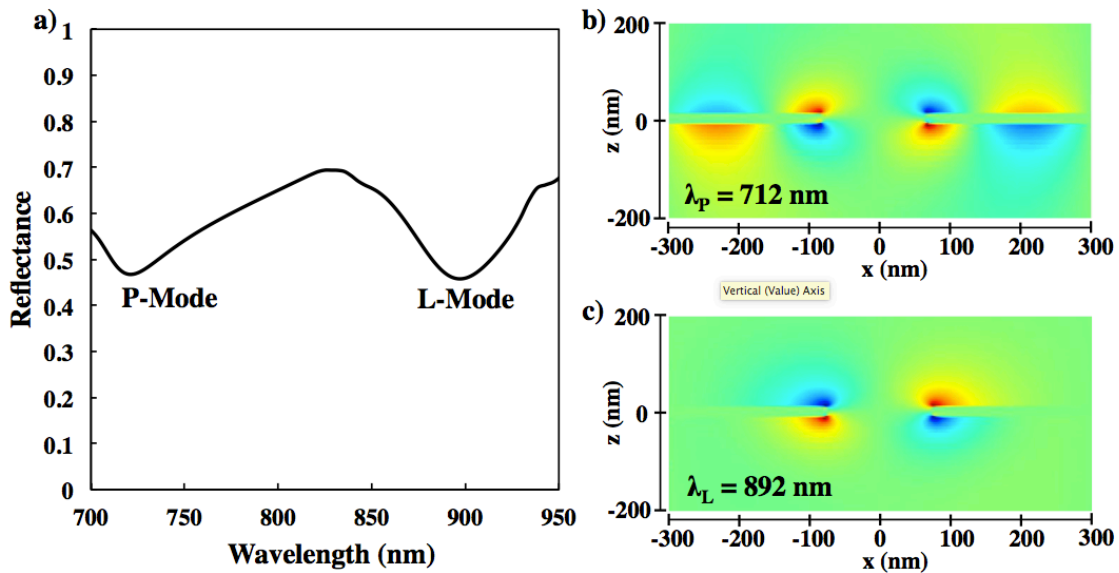 a)
1
0.9
0.8
0.7
0.6
0.5
0.4
0.3
0.2
0.1
0
Reflectance
P-Mode
L-Mode
700 750 800 850 900 950
Wavelength (nm)
b)
200
0
-200
z (nm)
λP = 712 nm
-300 -200 -100 0 100 200 300
x (nm)
Vertical (Value) Axis
c)
200
0
-200
z (nm)
λL = 892 nm
-300 -200 -100 0 100 200 300
x (nm)